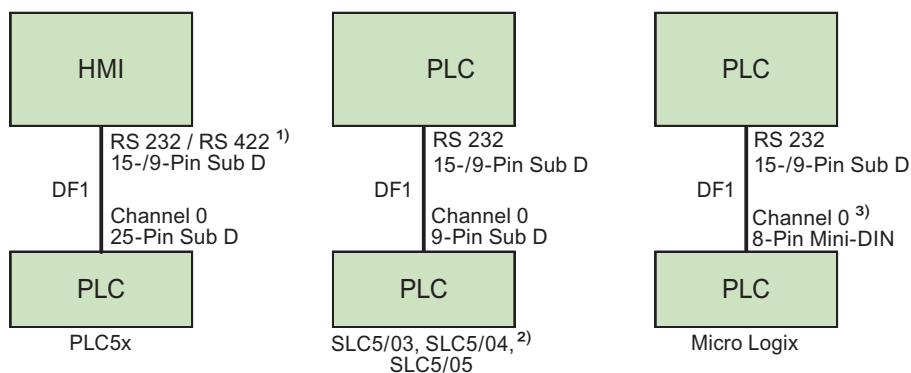 HMI
RS 232 / RS 422 ¹⁾
15-/9-Pin Sub D
DF1
Channel 0
25-Pin Sub D
PLC
PLC5x
PLC
RS 232
15-/9-Pin Sub D
DF1
Channel 0
9-Pin Sub D
PLC
SLC5/03, SLC5/04, ²⁾
SLC5/05
PLC
RS 232
15-/9-Pin Sub D
DF1
Channel 0 ³⁾
8-Pin Mini-DIN
PLC
Micro Logix